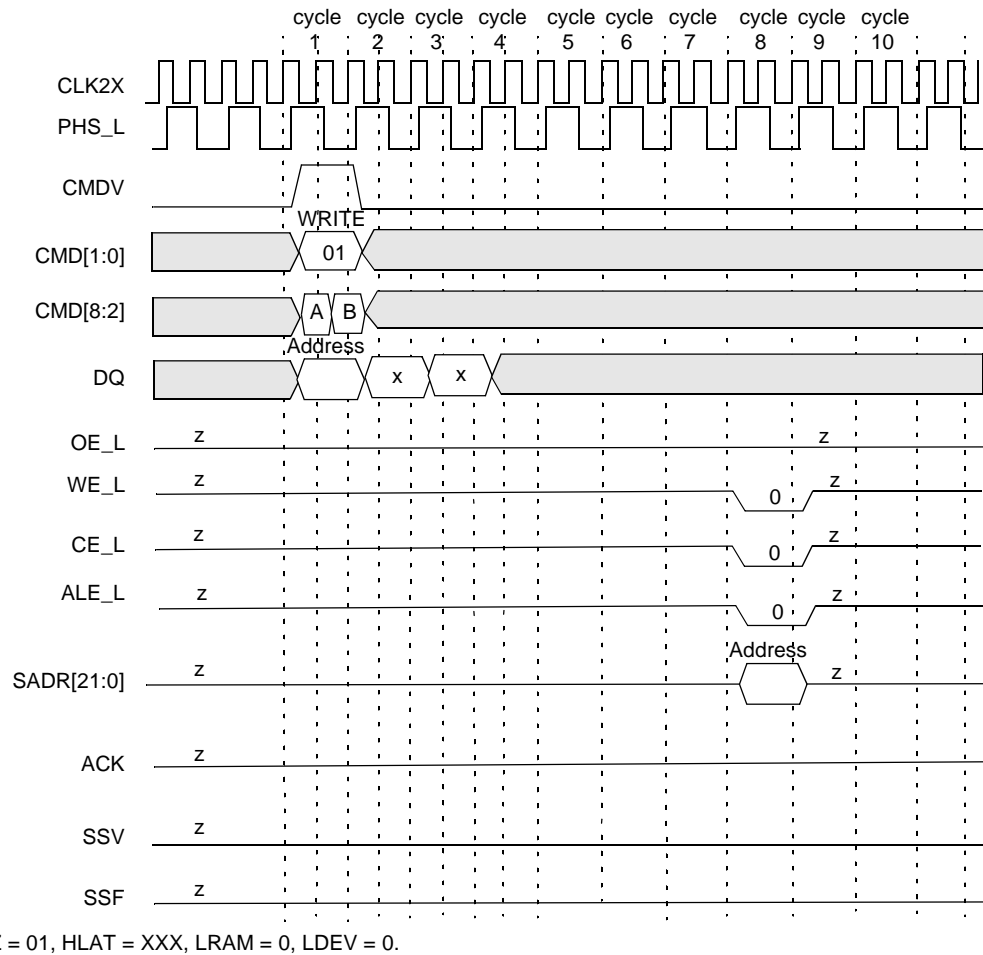 cycle cycle cycle cycle cycle cycle cycle cycle cycle cycle
1 2 3 4 5 6 7 8 9 10
CLK2X
PHS_L
CMDV
WRITE
CMD[1:0] 01
CMD[8:2] A B
Address
DQ x x
OE_L z z
WE_L z 0 z
CE_L z 0 z
ALE_L z 0 z
Address
SADR[21:0] z z
ACK z
SSV z
SSF z
= 01, HLAT = XXX, LRAM = 0, LDEV = 0.